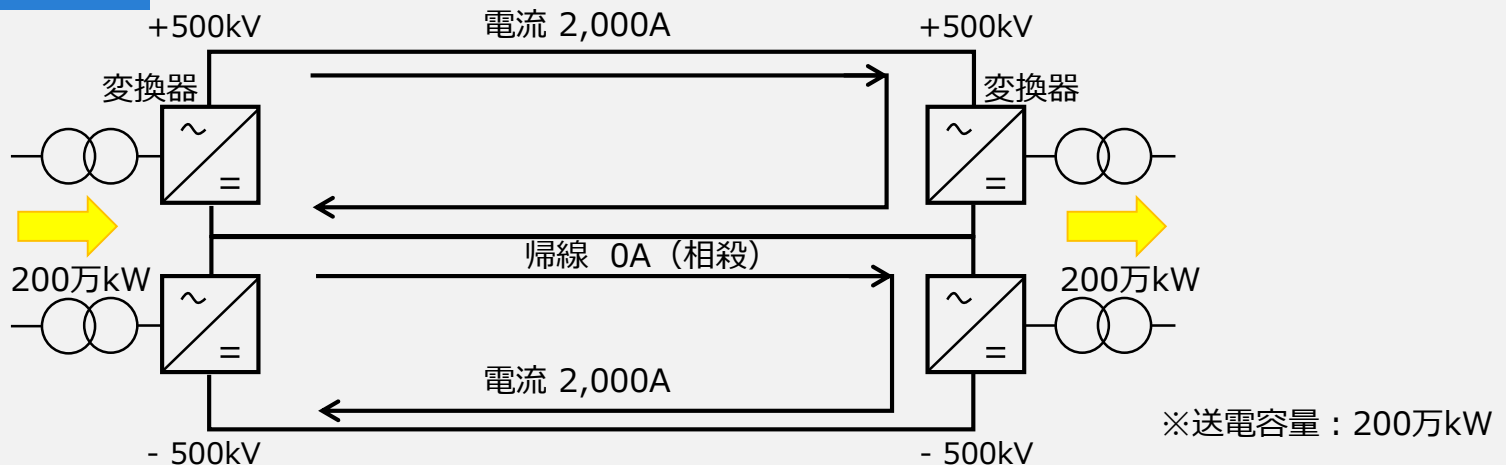 +500kV
電流 2,000A
+500kV
変換器
変換器
～
=
～
=
帰線 0A（相殺）
200万kW
200万kW
～
=
～
=
電流 2,000A
※送電容量：200万kW
- 500kV
- 500kV